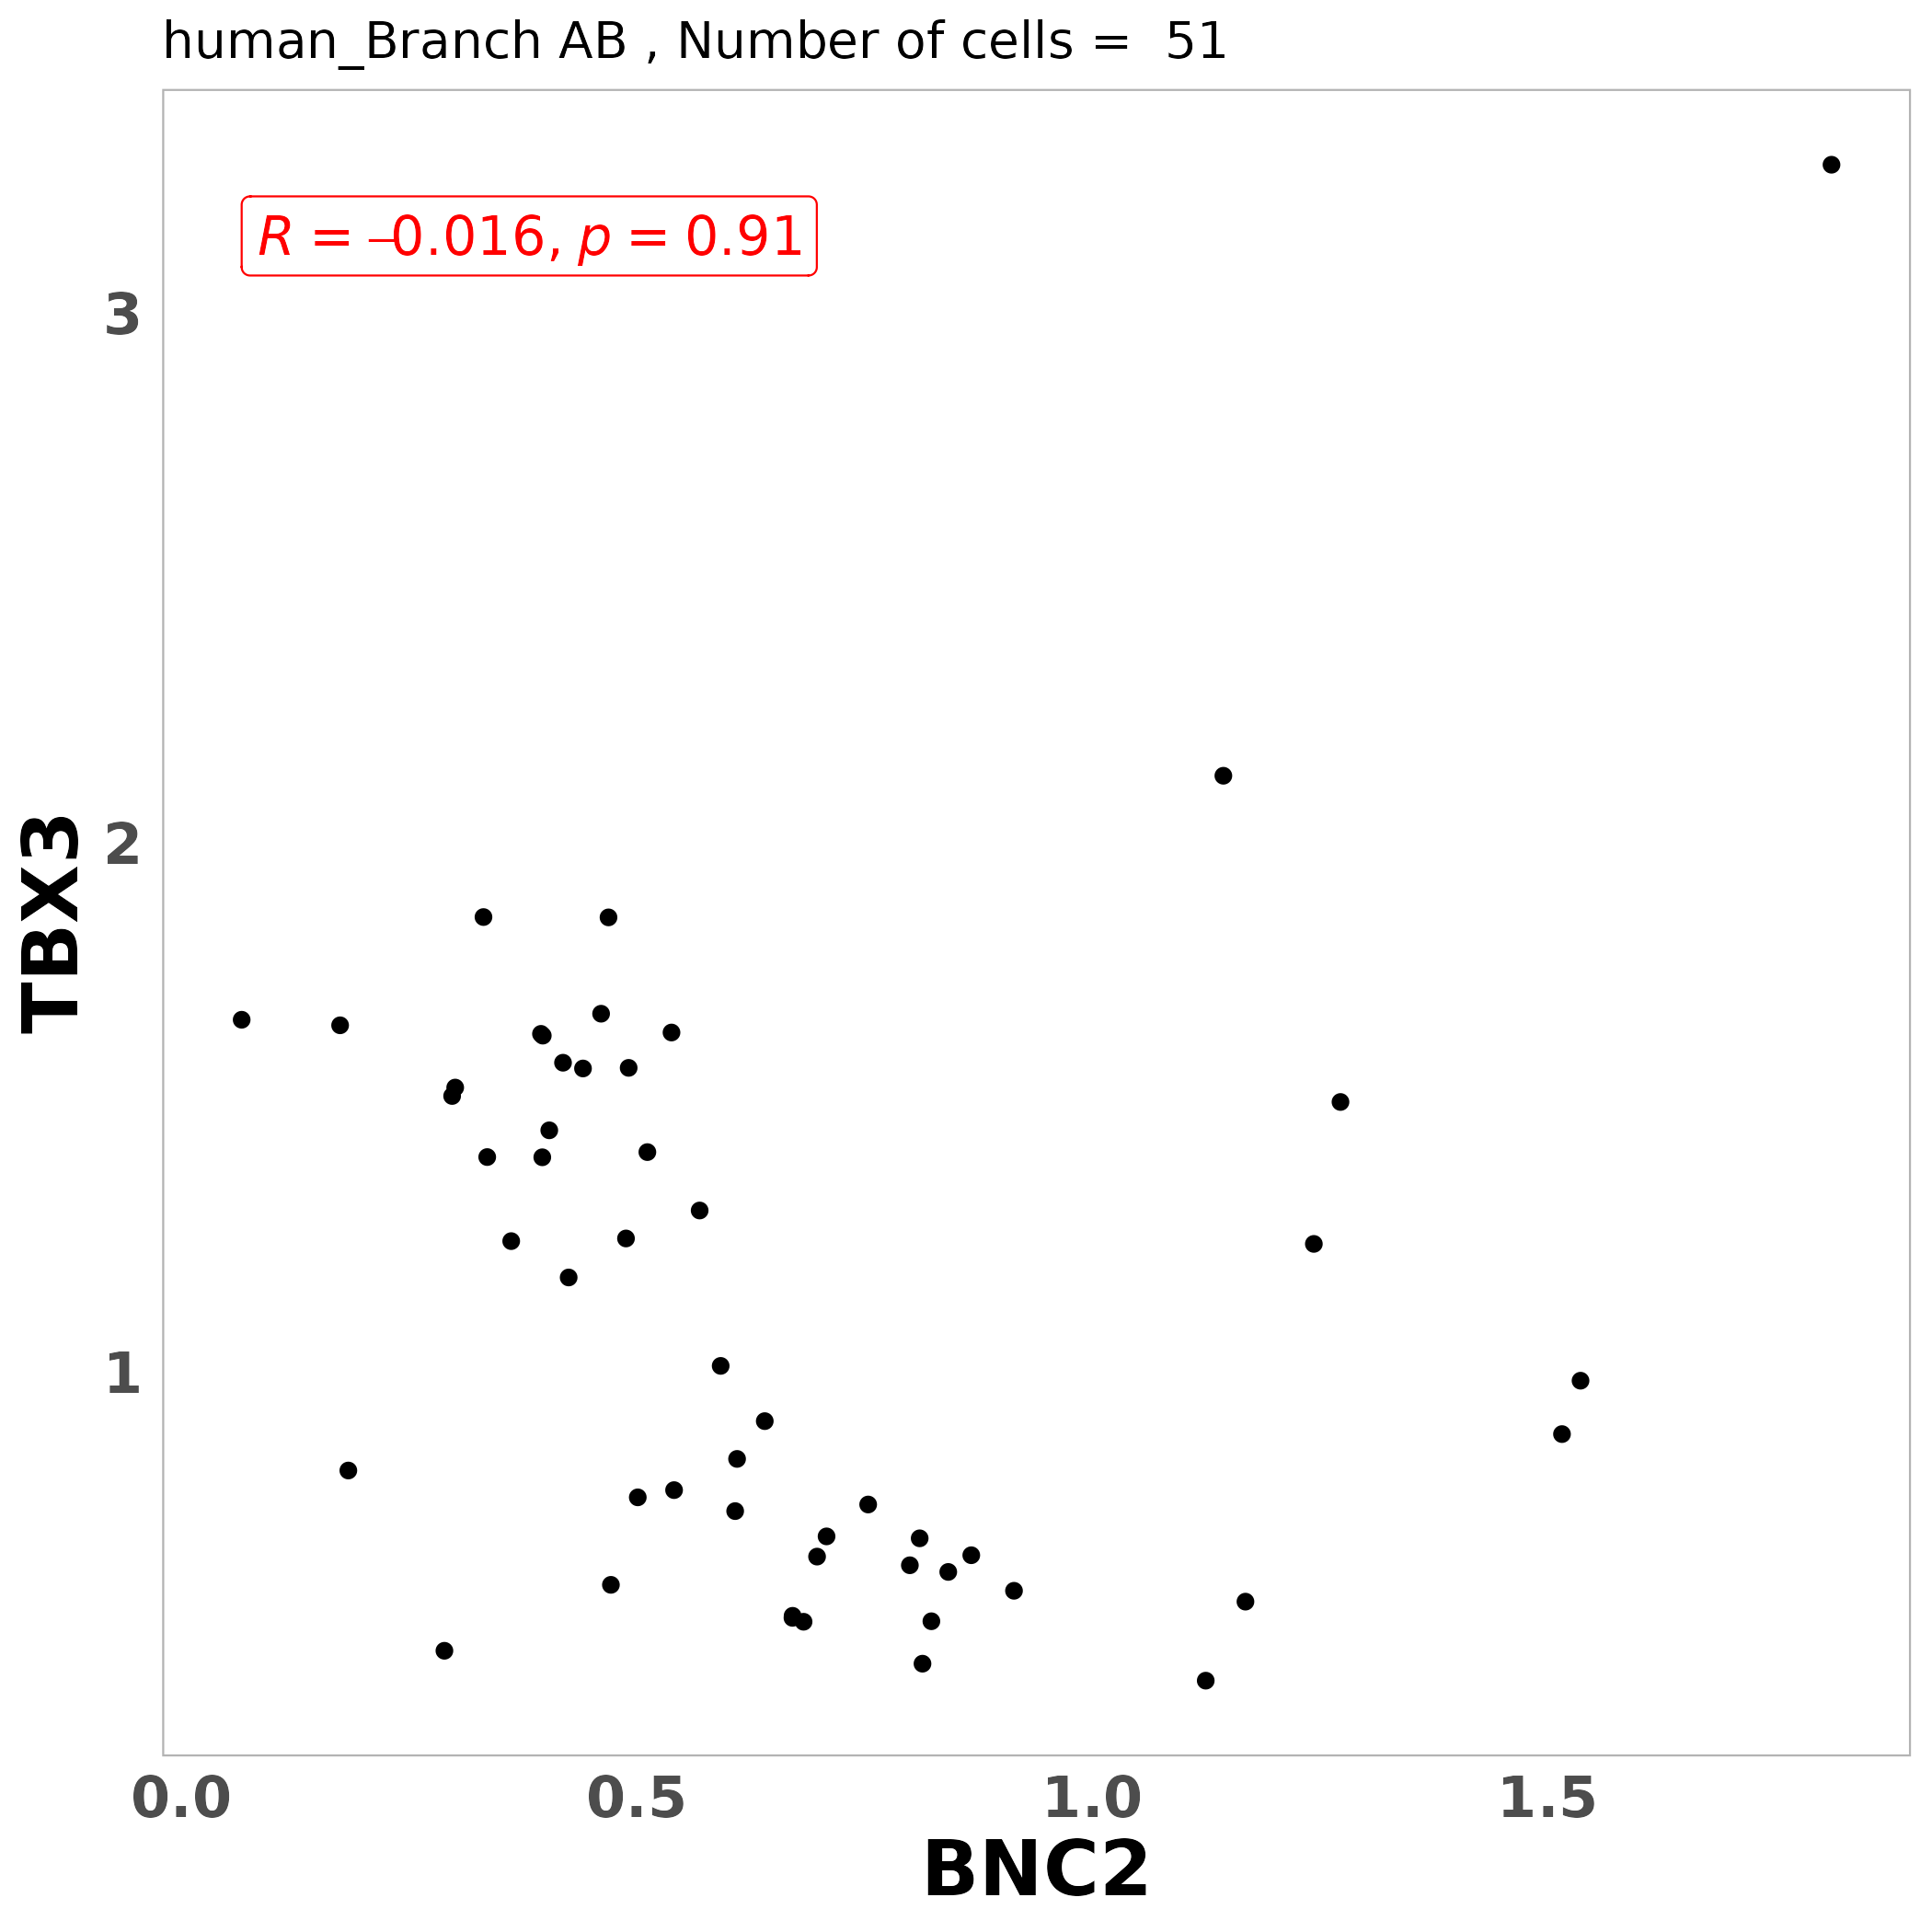 human_Branch AB , Number of cells =  51
R = –0.016, p = 0.91
3
2
1
TBX3
0.0 0.5 1.0 1.5
BNC2